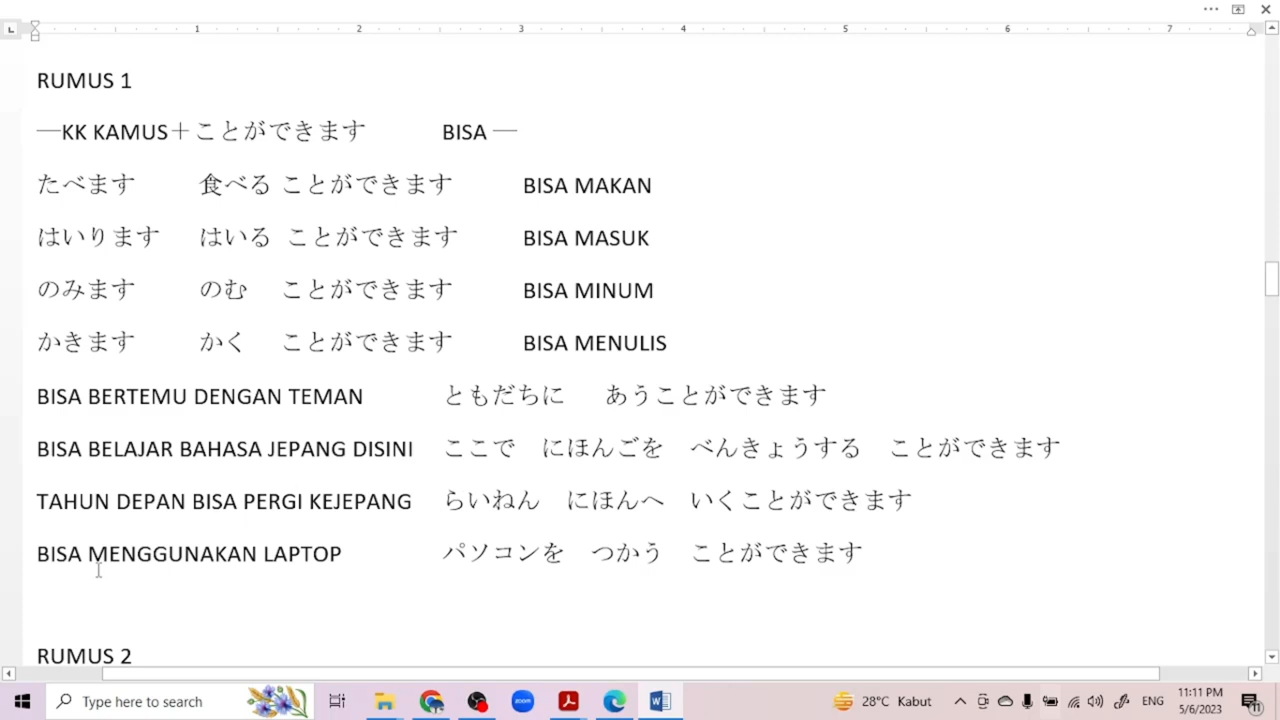 1 2 3 4 5 6 7
RUMUS 1
—KK KAMUS＋ことができます BISA —
たべます 食べる ことができます BISA MAKAN
はいります はいる ことができます BISA MASUK
のみます のむ ことができます BISA MINUM
かきます かく ことができます BISA MENULIS
BISA BERTEMU DENGAN TEMAN ともだちに あうことができます
BISA BELAJAR BAHASA JEPANG DISINI ここで にほんごを べんきょうする ことができます
TAHUN DEPAN BISA PERGI KEJEPANG らいねん にほんへ いくことができます
BISA MENGGUNAKAN LAPTOP パソコンを つかう ことができます
RUMUS 2
Type here to search zoom W 28°C Kabut ENG 11:11 PM
5/6/2023 11